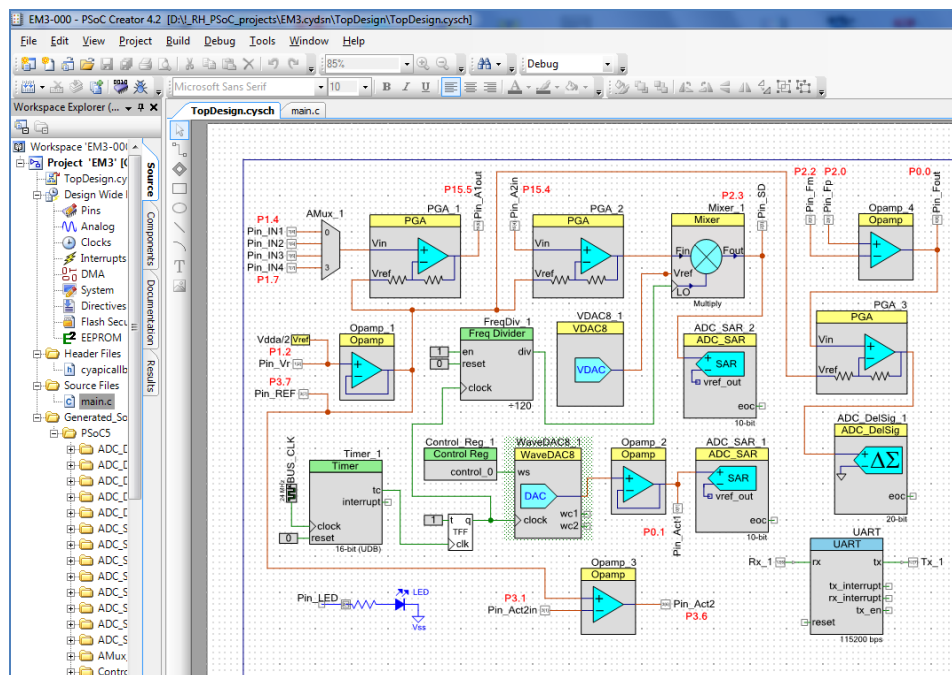 EM3-000 - PSoC Creator 4.2 [D:\I_RH_PSoC_projects\EM3.cydsn\TopDesign\TopDesign.cysch]
File Edit View Project Build Debug Tools Window Help
85% Debug
Microsoft Sans Serif 10 B I U A
Workspace Explorer (...
TopDesign.cysch main.c
Workspace 'EM3-000
Project 'EM3' [C
TopDesign.cy
Design Wide
Pins
Analog
Clocks
Interrupts
DMA
System
Directives
Flash Secu
EEPROM
Header Files
cyapicallb
Source Files
main.c
Generated_So
PSoC5
ADC_D
ADC_D
ADC_D
ADC_D
ADC_D
ADC_S
ADC_S
ADC_S
ADC_S
ADC_S
ADC_S
ADC_S
ADC_S
ADC_S
ADC_S
ADC_S
AMux_
Contro
Source
Components
Documentation
Results
P1.4
Pin_IN1
Pin_IN2
Pin_IN3
Pin_IN4
P1.7
AMux_1
0
3
PGA_1
PGA
Vin
Vref
P15.5
Pin_A1out
Pin_A2in
P15.4
PGA_2
PGA
Vin
Vref
P2.3
Pin_SD
Mixer_1
Mixer
Fin Fout
Vref
LO
Multiply
P2.2 P2.0
Pin_Fm
Pin_Fp
P0.0
Pin_Fout
Opamp_4
Opamp
PGA_3
PGA
Vin
Vref
Vdda/2 Vref
P1.2
Pin_Vr
P3.7
Pin_REF
Opamp_1
Opamp
FreqDiv_1
Freq Divider
1 en div
0 reset
clock
÷120
VDAC8_1
VDAC8
VDAC
ADC_SAR_2
ADC_SAR
SAR
vref_out
eoc
10-bit
ADC_DelSig_1
ADC_DelSig
ΔΣ
eoc
20-bit
Control_Reg_1
Control Reg
control_0
WaveDAC8_1
WaveDAC8
ws
DAC
clock
wc1
wc2
Opamp_2
Opamp
P0.1
Pin_Act1
ADC_SAR_1
ADC_SAR
SAR
vref_out
eoc
10-bit
BUS_CLK
24 MHz
Timer_1
Timer
tc
interrupt
clock
0 reset
16-bit (UDB)
1 t q
TFF
clk
Opamp_3
Opamp
P3.1
Pin_Act2in
Pin_Act2
P3.6
Pin_LED
LED
Vss
UART
Rx_1 rx tx Tx_1
tx_interrupt
rx_interrupt
tx_en
reset
115200 bps